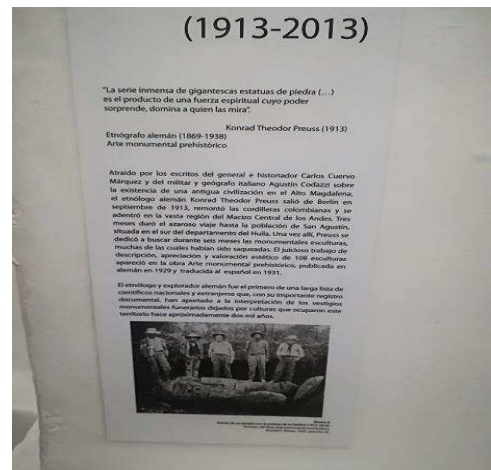 (1913-2013)
"La serie inmensa de gigantescas estatuas de piedra (...)
es el producto de una fuerza espiritual cuyo poder
sorprende, domina a quien las mira".
Konrad Theodor Preuss (1913)
Etnógrafo alemán (1869-1938)
Arte monumental prehistórico
Atraído por los escritos del general e historiador Carlos Cuervo
Márquez y del militar y geógrafo italiano Agustín Codazzi sobre
la existencia de una antigua civilización en el Alto Magdalena,
el etnólogo alemán Konrad Theodor Preuss salió de Berlín en
septiembre de 1913, remontó las cordilleras colombianas y se
adentró en la vasta región del Macizo Central de los Andes. Tres
meses duró el azaroso viaje hasta la población de San Agustín,
situada en el sur del departamento del Huila. Una vez allí, Preuss se
dedicó a buscar durante seis meses las monumentales esculturas,
muchas de las cuales habían sido saqueadas. El juicioso trabajo de
descripción, apreciación y valoración estético de 108 esculturas
apareció en la obra Arte monumental prehistórico, publicada en
alemán en 1929 y traducida al español en 1931.
El etnólogo y explorador alemán fue el primero de una larga lista de
científicos nacionales y extranjeros que, con su importante registro
documental, han aportado a la interpretación de los vestigios
monumentales funerarios dejados por culturas que ocuparon este
territorio hace aproximadamente dos mil años.